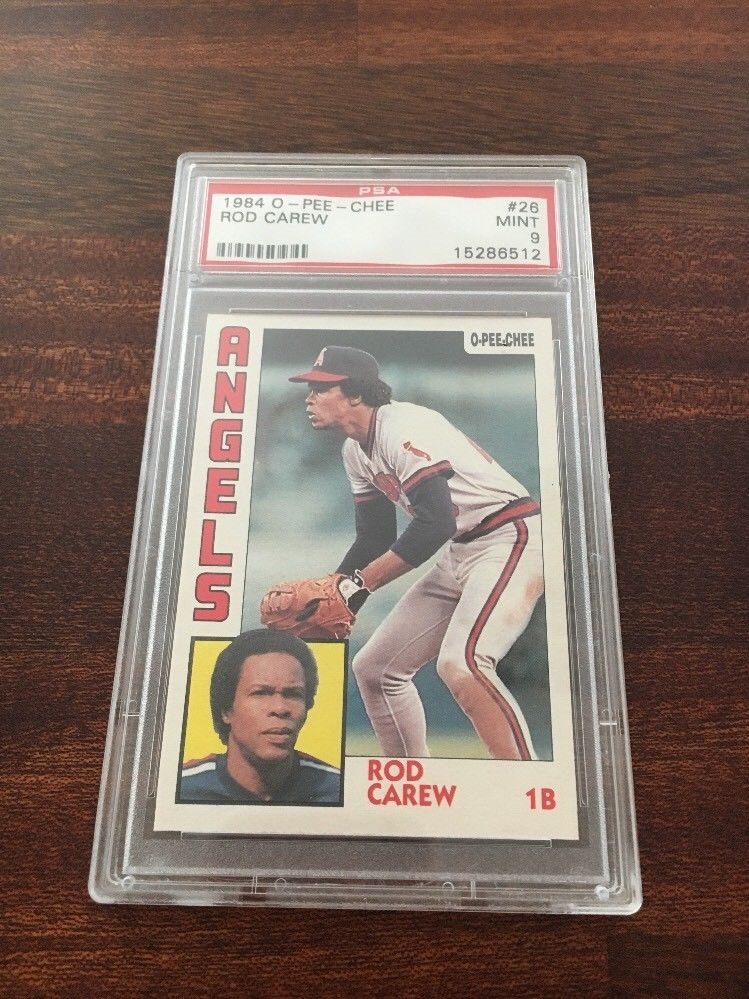 PSA
1984 O-PEE-CHEE #26
ROD CAREW MINT
9
15286512
O-PEE-CHEE
A
ANGELS
ROD
CAREW 1B